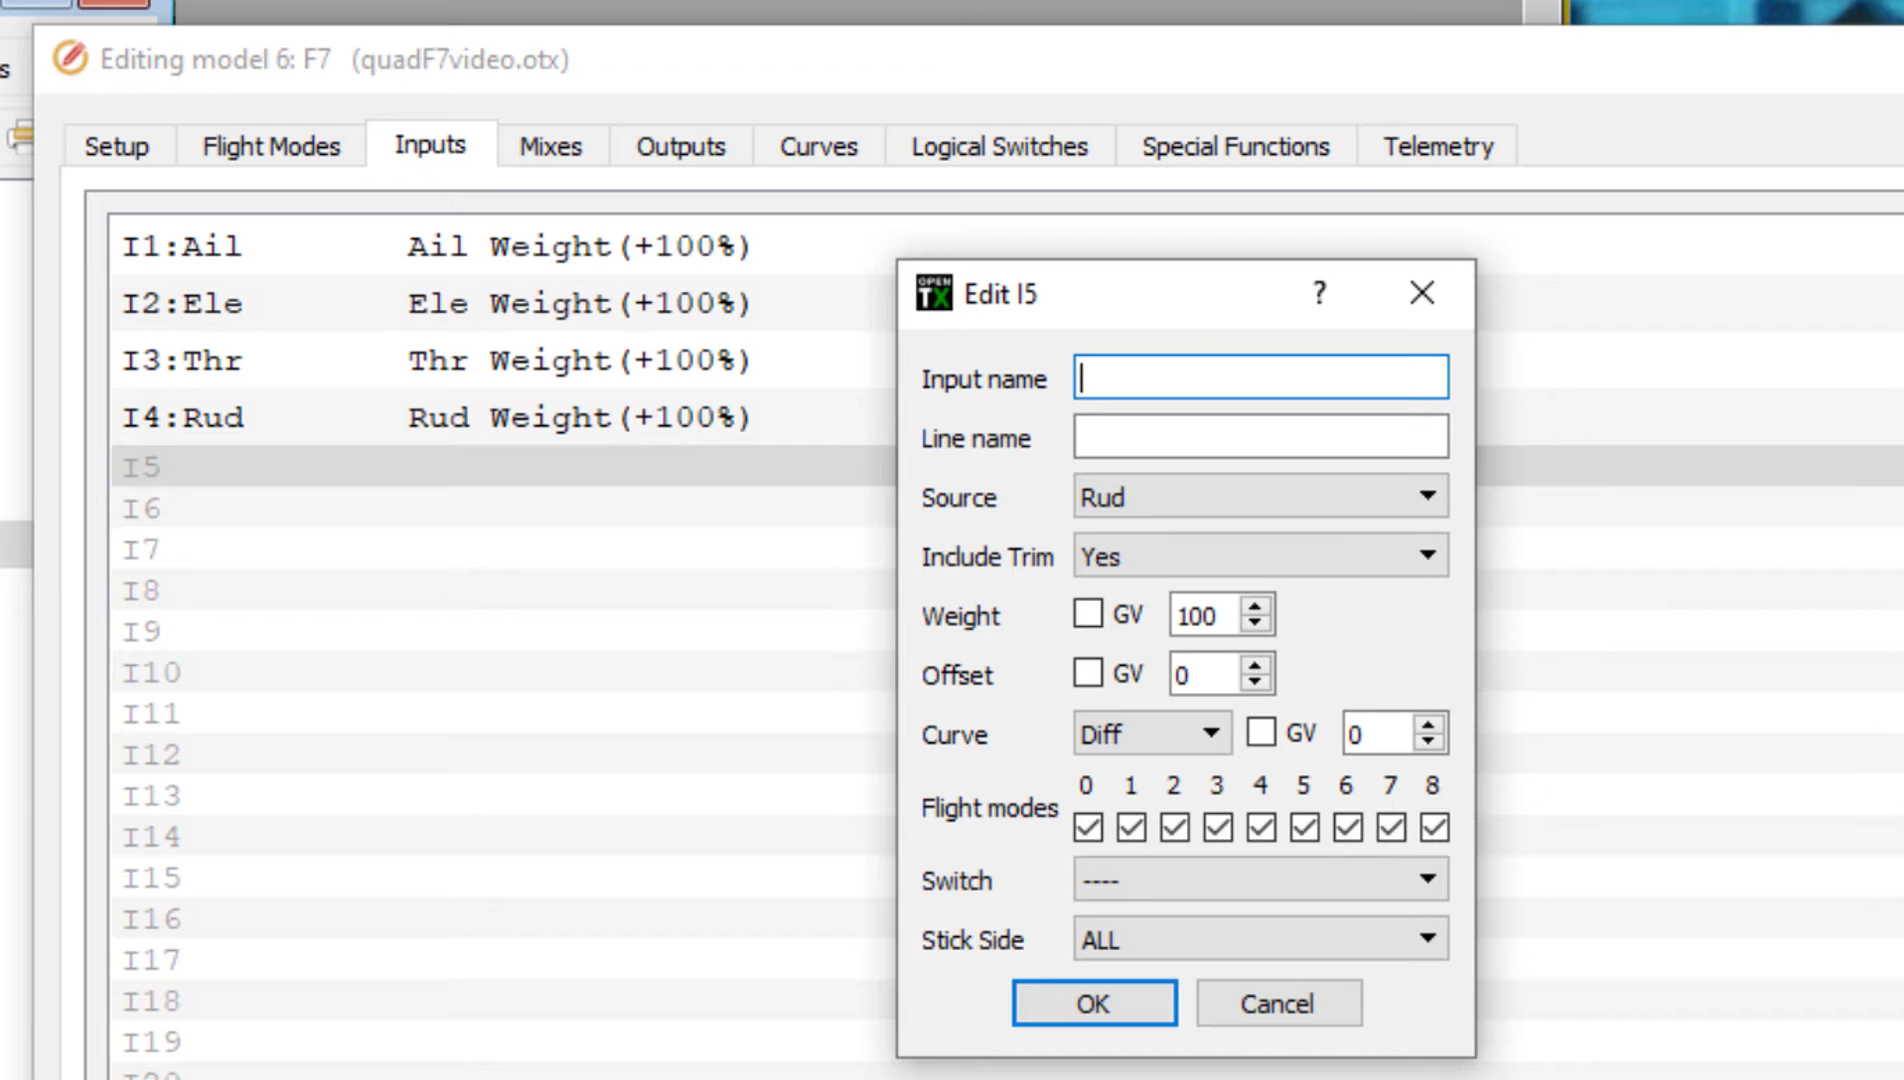 s
Editing model 6: F7 (quadF7video.otx)
Setup Flight Modes Inputs Mixes Outputs Curves Logical Switches Special Functions Telemetry
I1:Ail Ail Weight(+100%)
I2:Ele Ele Weight(+100%)
I3:Thr Thr Weight(+100%)
I4:Rud Rud Weight(+100%)
I5
I6
I7
I8
I9
I10
I11
I12
I13
I14
I15
I16
I17
I18
I19
I20
OPEN TX Edit I5 ?
Input name
Line name
Source Rud
Include Trim Yes
Weight GV 100
Offset GV 0
Curve Diff GV 0
0 1 2 3 4 5 6 7 8
Flight modes
Switch ----
Stick Side ALL
OK Cancel